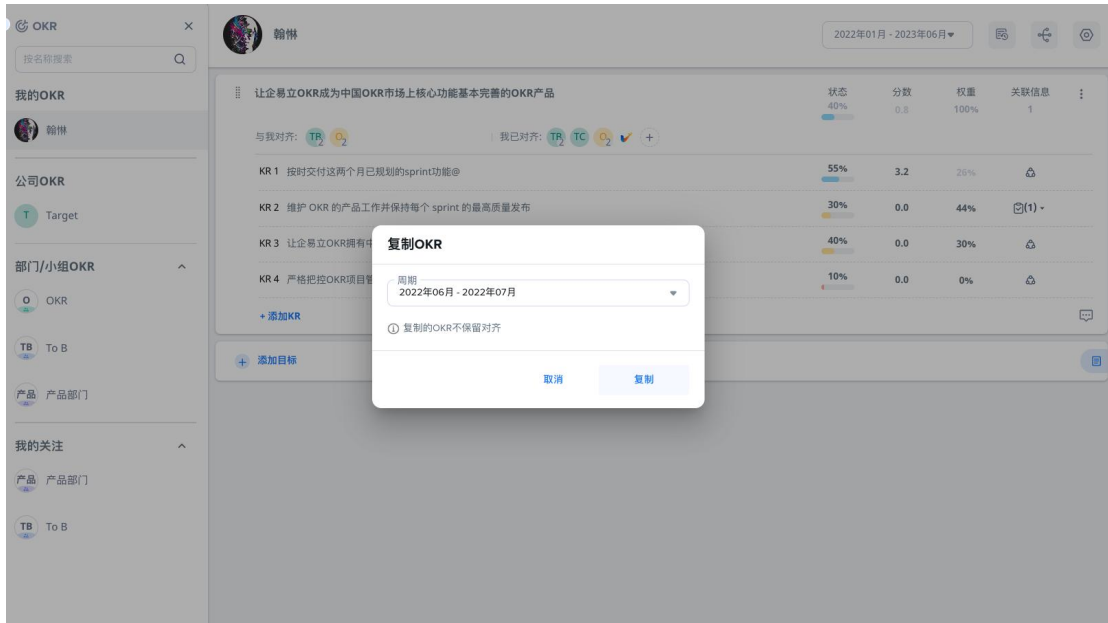 OKR
按名称搜索
我的OKR
翰惏
公司OKR
T Target
部门/小组OKR
O OKR
TB To B
产品 产品部门
我的关注
产品 产品部门
TB To B
翰惏
2022年01月 - 2023年06月
让企易立OKR成为中国OKR市场上核心功能基本完善的OKR产品
状态 分数 权重 关联信息
40% 0.8 100% 1
与我对齐: TB 2 O 2 我已对齐: TB 2 TC O 2
KR 1 按时交付这两个月已规划的sprint功能@ 55% 3.2 26%
KR 2 维护 OKR 的产品工作并保持每个 sprint 的最高质量发布 30% 0.0 44% (1)
KR 3 让企易立OKR拥有 40% 0.0 30%
KR 4 严格把控OKR项目 10% 0.0 0%
+ 添加KR
+ 添加目标
复制OKR
周期
2022年06月 - 2022年07月
复制的OKR不保留对齐
取消 复制